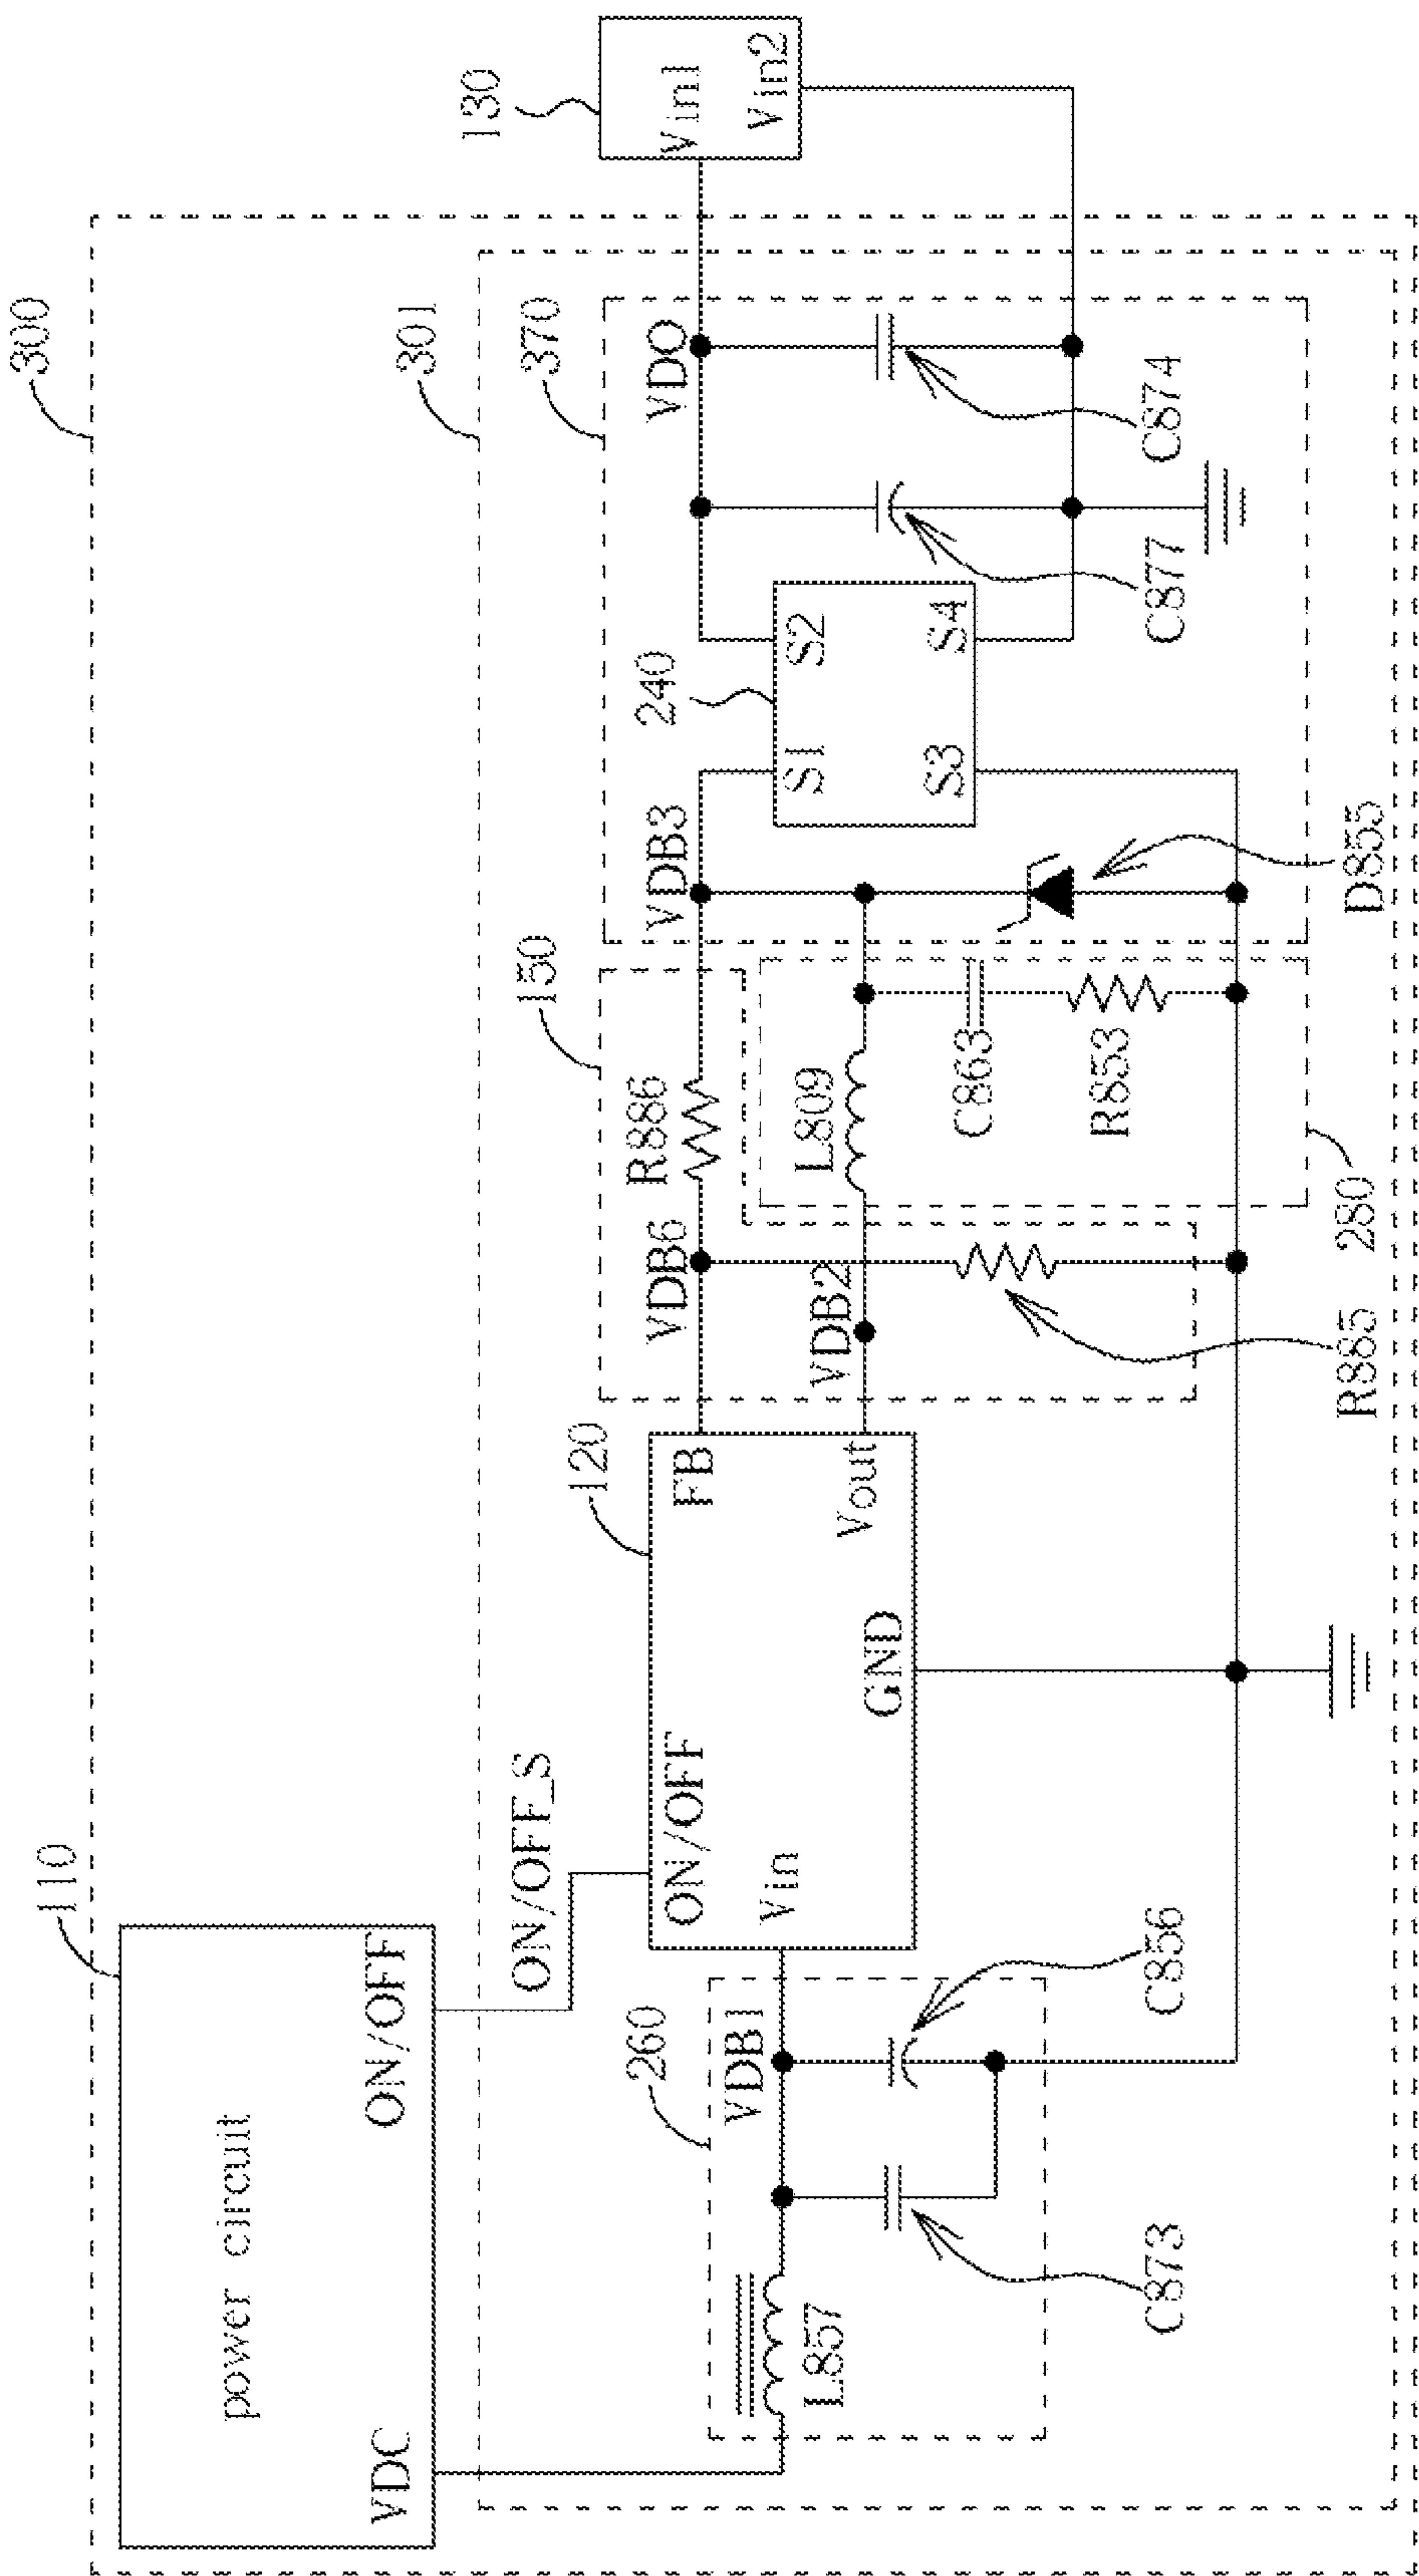 300
110
power circuit
VDC
ON/OFF
301
ON/OFF_S
370
150
120
260
130
Vin1
Vin2
ON/OFF
Vin
FB
Vout
GND
VDB1
L857
C873
C856
VDB6
R886
VDB3
VDB2
L809
C863
R853
R885
280
240
S1
S2
S3
S4
VDO
C877
C874
D855